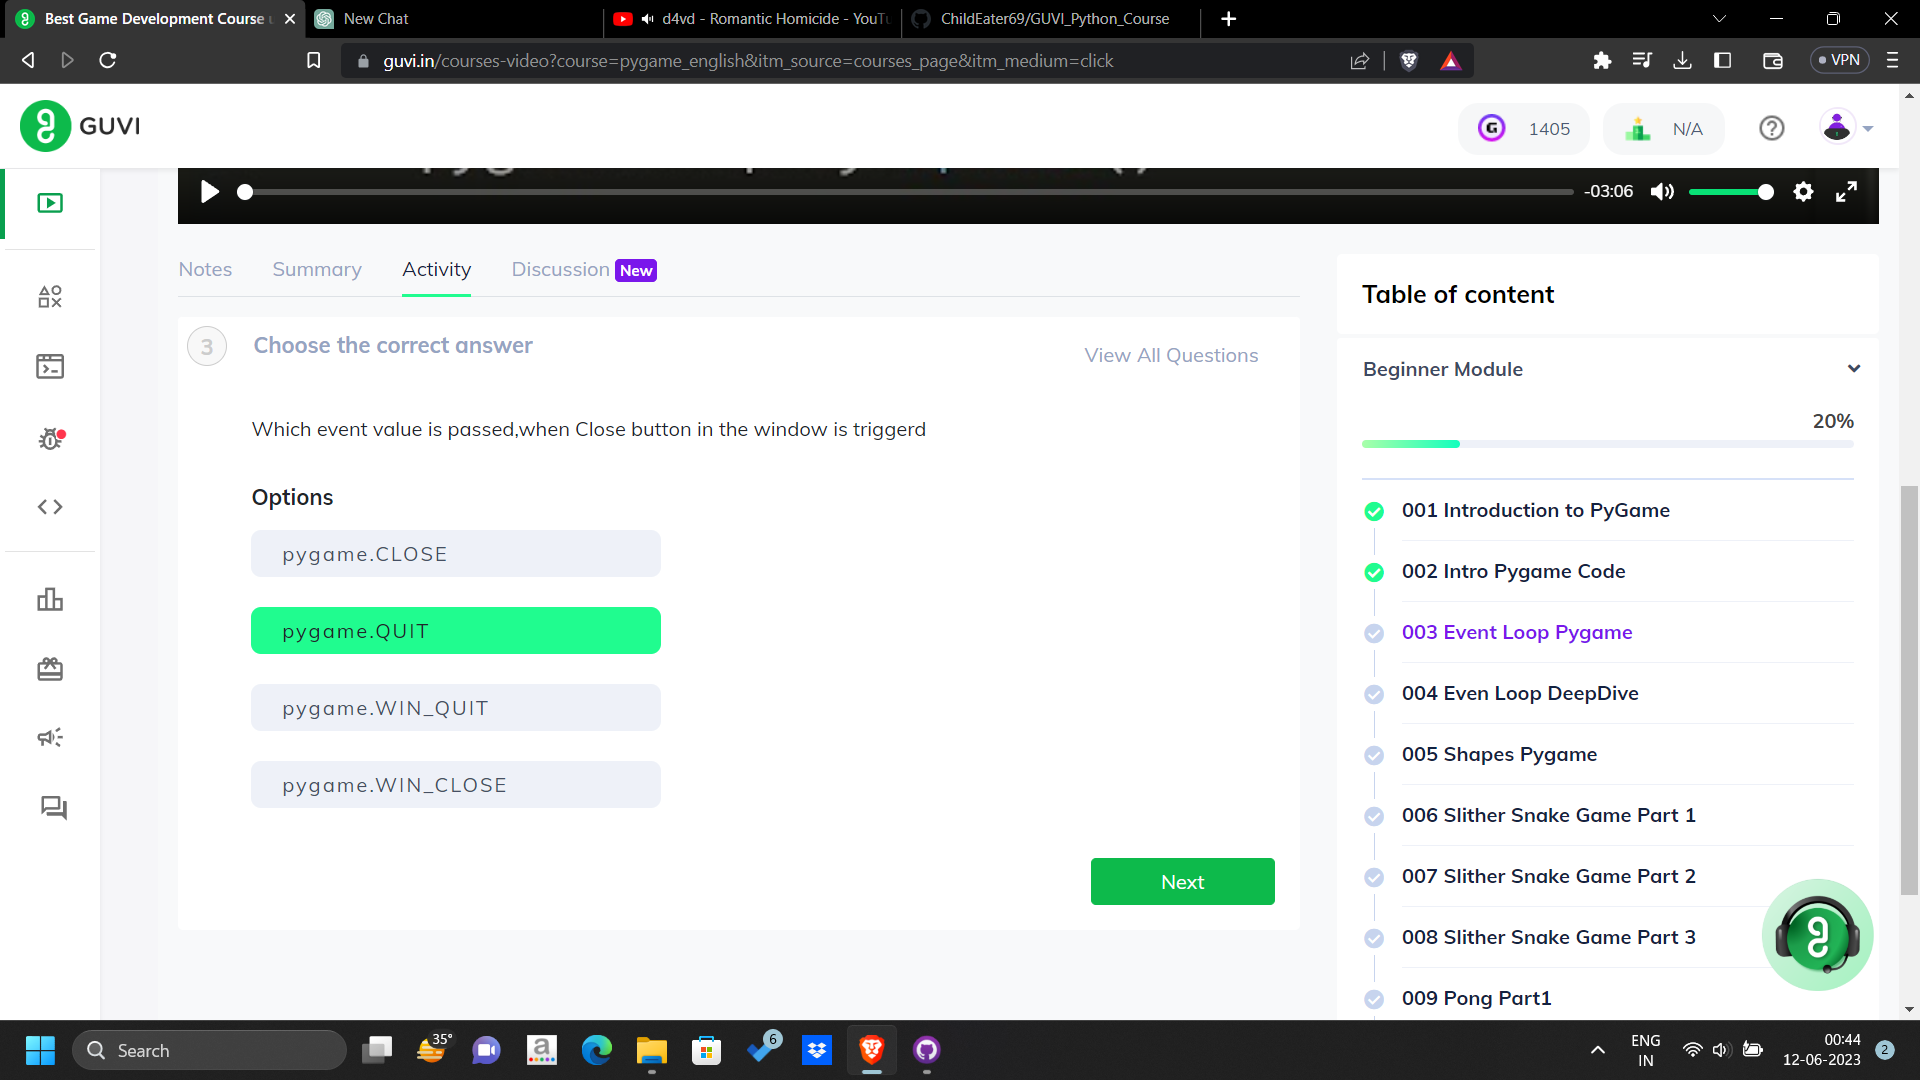 Best Game Development Course u
New Chat
d4vd - Romantic Homicide - YouTu
ChildEater69/GUVI_Python_Course
guvi.in/courses-video?course=pygame_english&itm_source=courses_page&itm_medium=click
VPN
GUVI
G
1405
N/A
-03:06
Notes
Summary
Activity
Discussion
New
3
Choose the correct answer
View All Questions
Which event value is passed,when Close button in the window is triggerd
Options
pygame.CLOSE
pygame.QUIT
pygame.WIN_QUIT
pygame.WIN_CLOSE
Next
Table of content
Beginner Module
20%
001 Introduction to PyGame
002 Intro Pygame Code
003 Event Loop Pygame
004 Even Loop DeepDive
005 Shapes Pygame
006 Slither Snake Game Part 1
007 Slither Snake Game Part 2
008 Slither Snake Game Part 3
009 Pong Part1
Search
35°
a
6
ENG
IN
00:44
12-06-2023
2